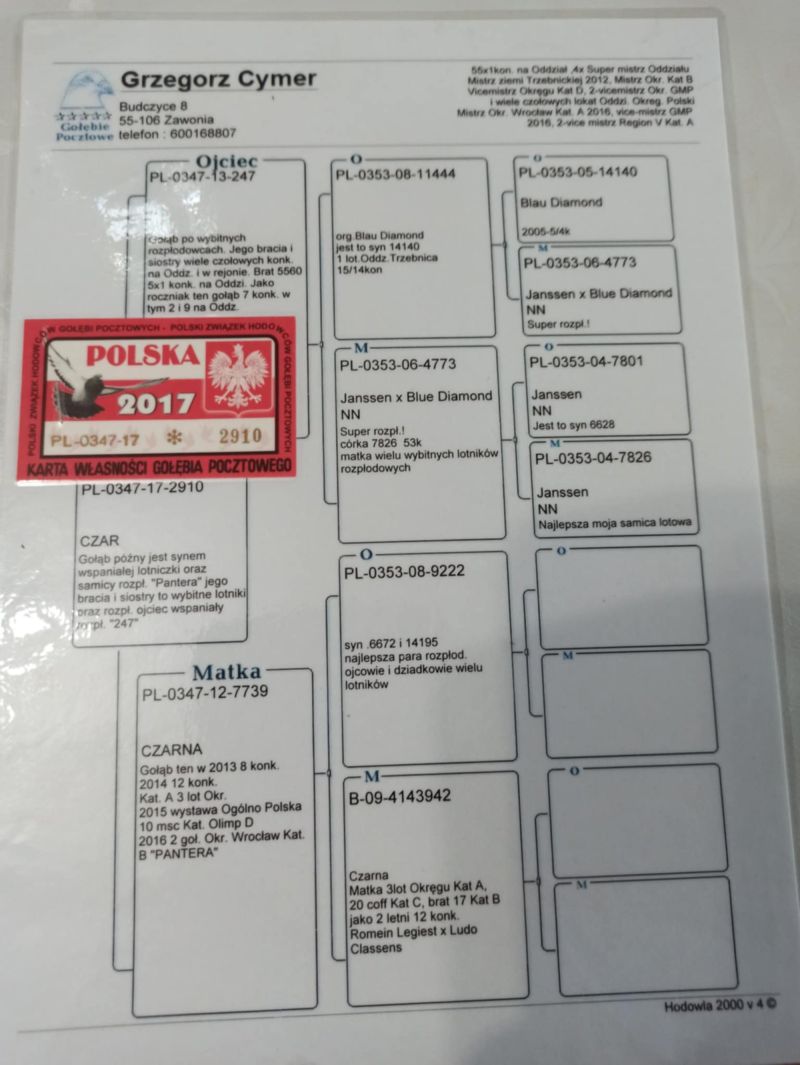 Grzegorz Cymer
Budczyce 8
55-106 Zawonia
telefon : 600168807
Gołębie
Pocztowe
55x1kon. na Oddział ,4x Super mistrz Oddziału
Mistrz ziemi Trzebnickiej 2012, Mistrz Okr. Kat B
Vicemistrz Okręgu Kat D, 2-vicemistrz Okr. GMP
i wiele czołowych lokat Oddzi. Okreg. Polski
Mistrz Okr. Wrocław Kat. A 2016, vice-mistrz GMP
2016, 2-vice mistrz Region V Kat. A
Ojciec
PL-0347-13-247
Gołąb po wybitnych
rozpłodowcach. Jego bracia i
siostry wiele czołowych konk.
na Oddz. i w rejonie. Brat 5560
5x1 konk. na Oddzi. Jako
roczniak ten gołąb 7 konk. w
tym 2 i 9 na Oddz.
O
PL-0353-08-11444
org.Blau Diamond
jest to syn 14140
1 lot.Oddz.Trzebnica
15/14kon
O
PL-0353-05-14140
Blau Diamond
2005-5/4k
M
PL-0353-06-4773
Janssen x Blue Diamond
NN
Super rozpł.!
M
PL-0353-06-4773
Janssen x Blue Diamond
NN
Super rozpł.!
córka 7826 53k
matka wielu wybitnych lotników
rozpłodowych
O
PL-0353-04-7801
Janssen
NN
Jest to syn 6628
M
PL-0353-04-7826
Janssen
NN
Najlepsza moja samica lotowa
POLSKI ZWIĄZEK HODOWCÓW GOŁĘBI POCZTOWYCH - POLSKI ZWIĄZEK HODOWCÓW GOŁĘBI POCZTOWYCH
POLSKA
2017
PL-0347-17 * 2910
KARTA WŁASNOŚCI GOŁĘBIA POCZTOWEGO
PL-0347-17-2910
CZAR
Gołąb późny jest synem
wspaniałej lotniczki oraz
samicy rozpł. "Pantera" jego
bracia i siostry to wybitne lotniki
oraz rozpł. ojciec wspaniały
rozpł. "247"
O
PL-0353-08-9222
syn .6672 i 14195
najlepsza para rozpłod.
ojcowie i dziadkowie wielu
lotników
O
M
Matka
PL-0347-12-7739
CZARNA
Gołąb ten w 2013 8 konk.
2014 12 konk.
Kat. A 3 lot Okr.
2015 wystawa Ogólno Polska
10 msc Kat. Olimp D
2016 2 goł. Okr. Wrocław Kat.
B "PANTERA"
M
B-09-4143942
Czarna
Matka 3lot Okręgu Kat A,
20 coff Kat C, brat 17 Kat B
jako 2 letni 12 konk.
Romein Legiest x Ludo
Classens
O
M
Hodowla 2000 v 4 ©